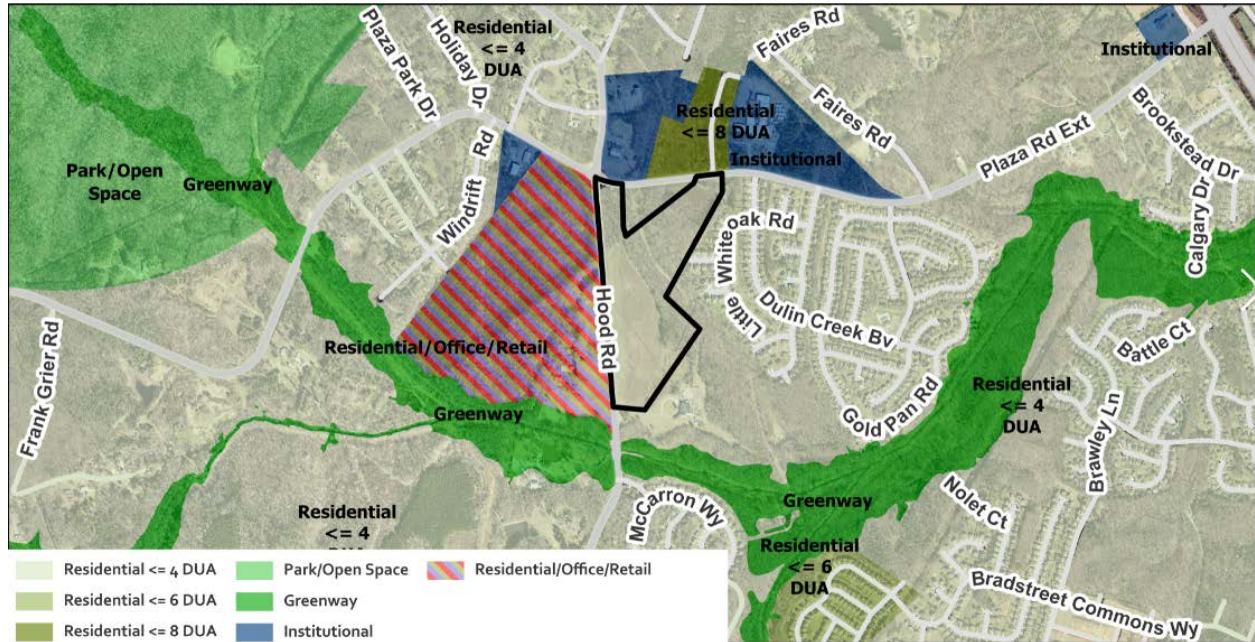 Residential
<= 4
DUA
Plaza Park Dr
Holiday Dr
Faires Rd
Institutional
Faires Rd
Plaza Rd Ext
Brookstead Dr
Calgary Dr
Residential
<= 8 DUA
Institutional
Park/Open
Space
Greenway
Windrift Rd
Little Whiteoak Rd
Dulin Creek Bv
Hood Rd
Residential/Office/Retail
Frank Grier Rd
Greenway
Gold Pan Rd
Residential
<= 4
DUA
Battle Ct
Brawley Ln
Greenway
McCarron Wy
Nolet Ct
Residential
<= 4
Residential
<= 6
DUA
Bradstreet Commons Wy
Residential <= 4 DUA
Residential <= 6 DUA
Residential <= 8 DUA
Park/Open Space
Greenway
Institutional
Residential/Office/Retail